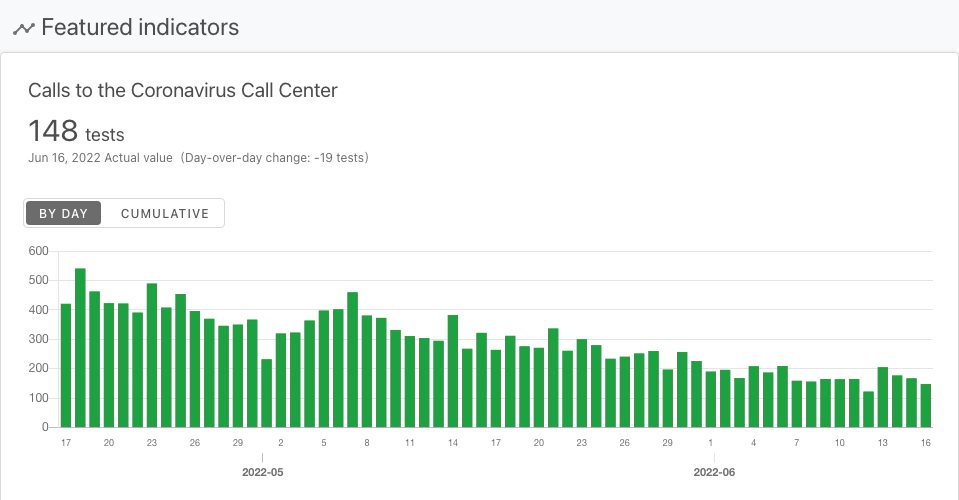 Featured indicators
Calls to the Coronavirus Call Center
148 tests
Jun 16, 2022 Actual value (Day-over-day change: -19 tests)
BY DAY CUMULATIVE
600
500
400
300
200
100
0
17 20 23 26 29 2 5 8 11 14 17 20 23 26 29 1 4 7 10 13 16
2022-05 2022-06